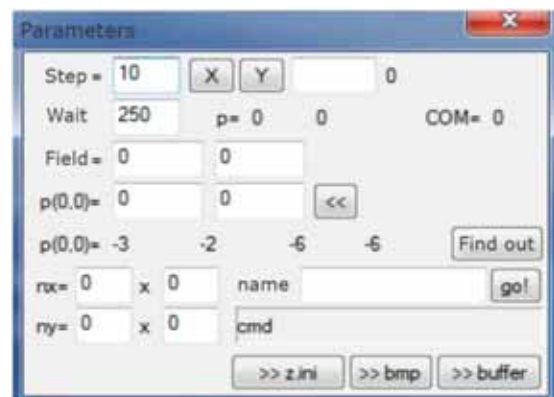 Parameters
Step = 10 X Y 0
Wait 250 p= 0 0 COM= 0
Field = 0 0
p(0,0)= 0 0 <<
p(0,0)= -3 -2 -6 -6 Find out
nx= 0 x 0 name go!
ny= 0 x 0 cmd
>> z.ini >> bmp >> buffer